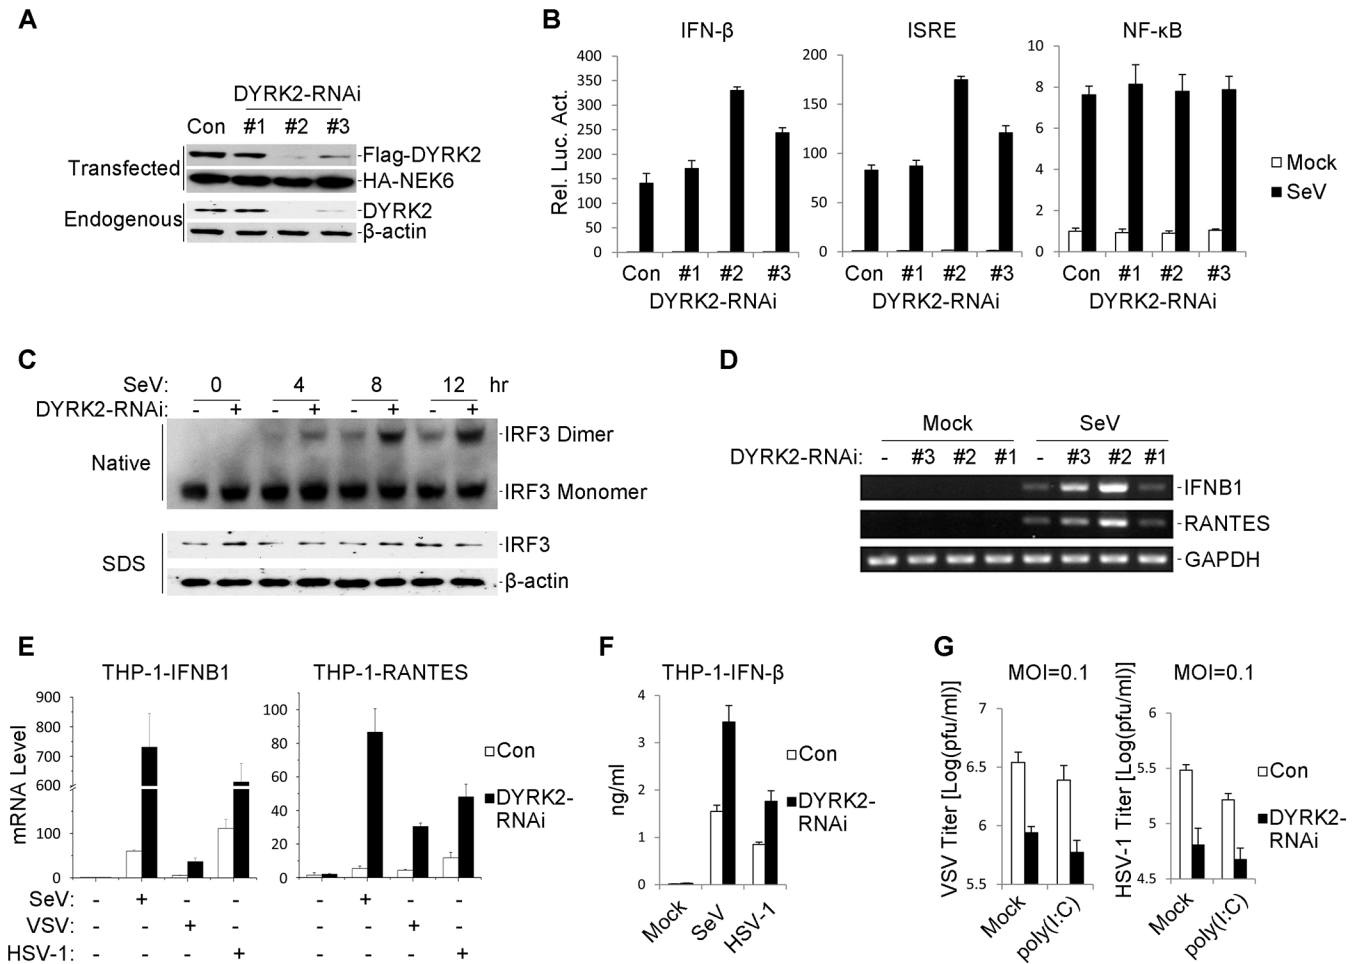 A
DYRK2-RNAi
Con #1 #2 #3
Transfected
Flag-DYRK2
HA-NEK6
Endogenous
DYRK2
β-actin
B
IFN-β
ISRE
NF-κB
Rel. Luc. Act.
400
350
300
250
200
150
100
50
0
200
150
100
50
0
10
8
6
4
2
0
Con #1 #2 #3
DYRK2-RNAi
Con #1 #2 #3
DYRK2-RNAi
Con #1 #2 #3
DYRK2-RNAi
Mock
SeV
C
SeV: 0 4 8 12 hr
DYRK2-RNAi: - + - + - + - +
Native
IRF3 Dimer
IRF3 Monomer
SDS
IRF3
β-actin
D
Mock SeV
DYRK2-RNAi: - #3 #2 #1 - #3 #2 #1
IFNB1
RANTES
GAPDH
E
THP-1-IFNB1
THP-1-RANTES
mRNA Level
900
800
700
600
100
0
100
80
60
40
20
0
Con
DYRK2-
RNAi
SeV: - + - - - + - -
VSV: - - + - - - + -
HSV-1: - - - + - - - +
F
THP-1-IFN-β
ng/ml
4
3
2
1
0
Mock
SeV
HSV-1
Con
DYRK2-
RNAi
G
MOI=0.1
VSV Titer [Log(pfu/ml)]
7
6.5
6
5.5
Mock
poly(I:C)
MOI=0.1
HSV-1 Titer [Log(pfu/ml)]
6
5.5
5
4.5
Mock
poly(I:C)
Con
DYRK2-
RNAi